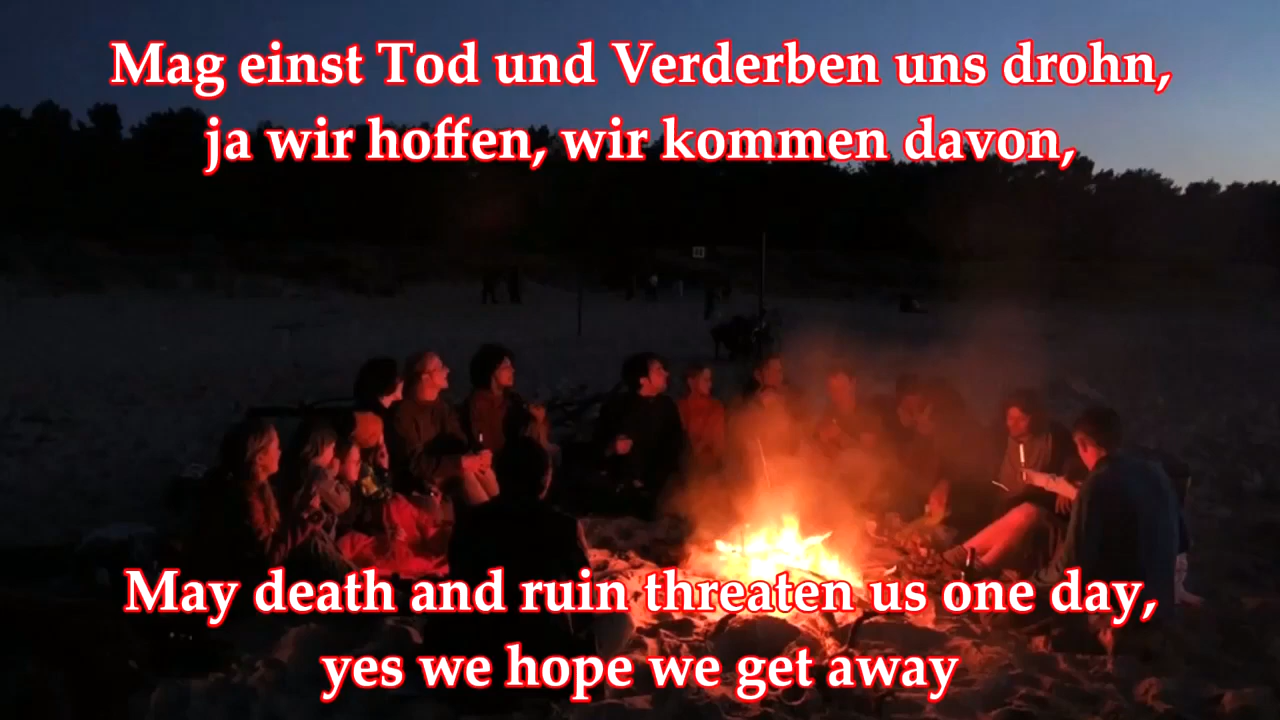 Mag einst Tod und Verderben uns drohn,
ja wir hoffen, wir kommen davon,
May death and ruin threaten us one day,
yes we hope we get away